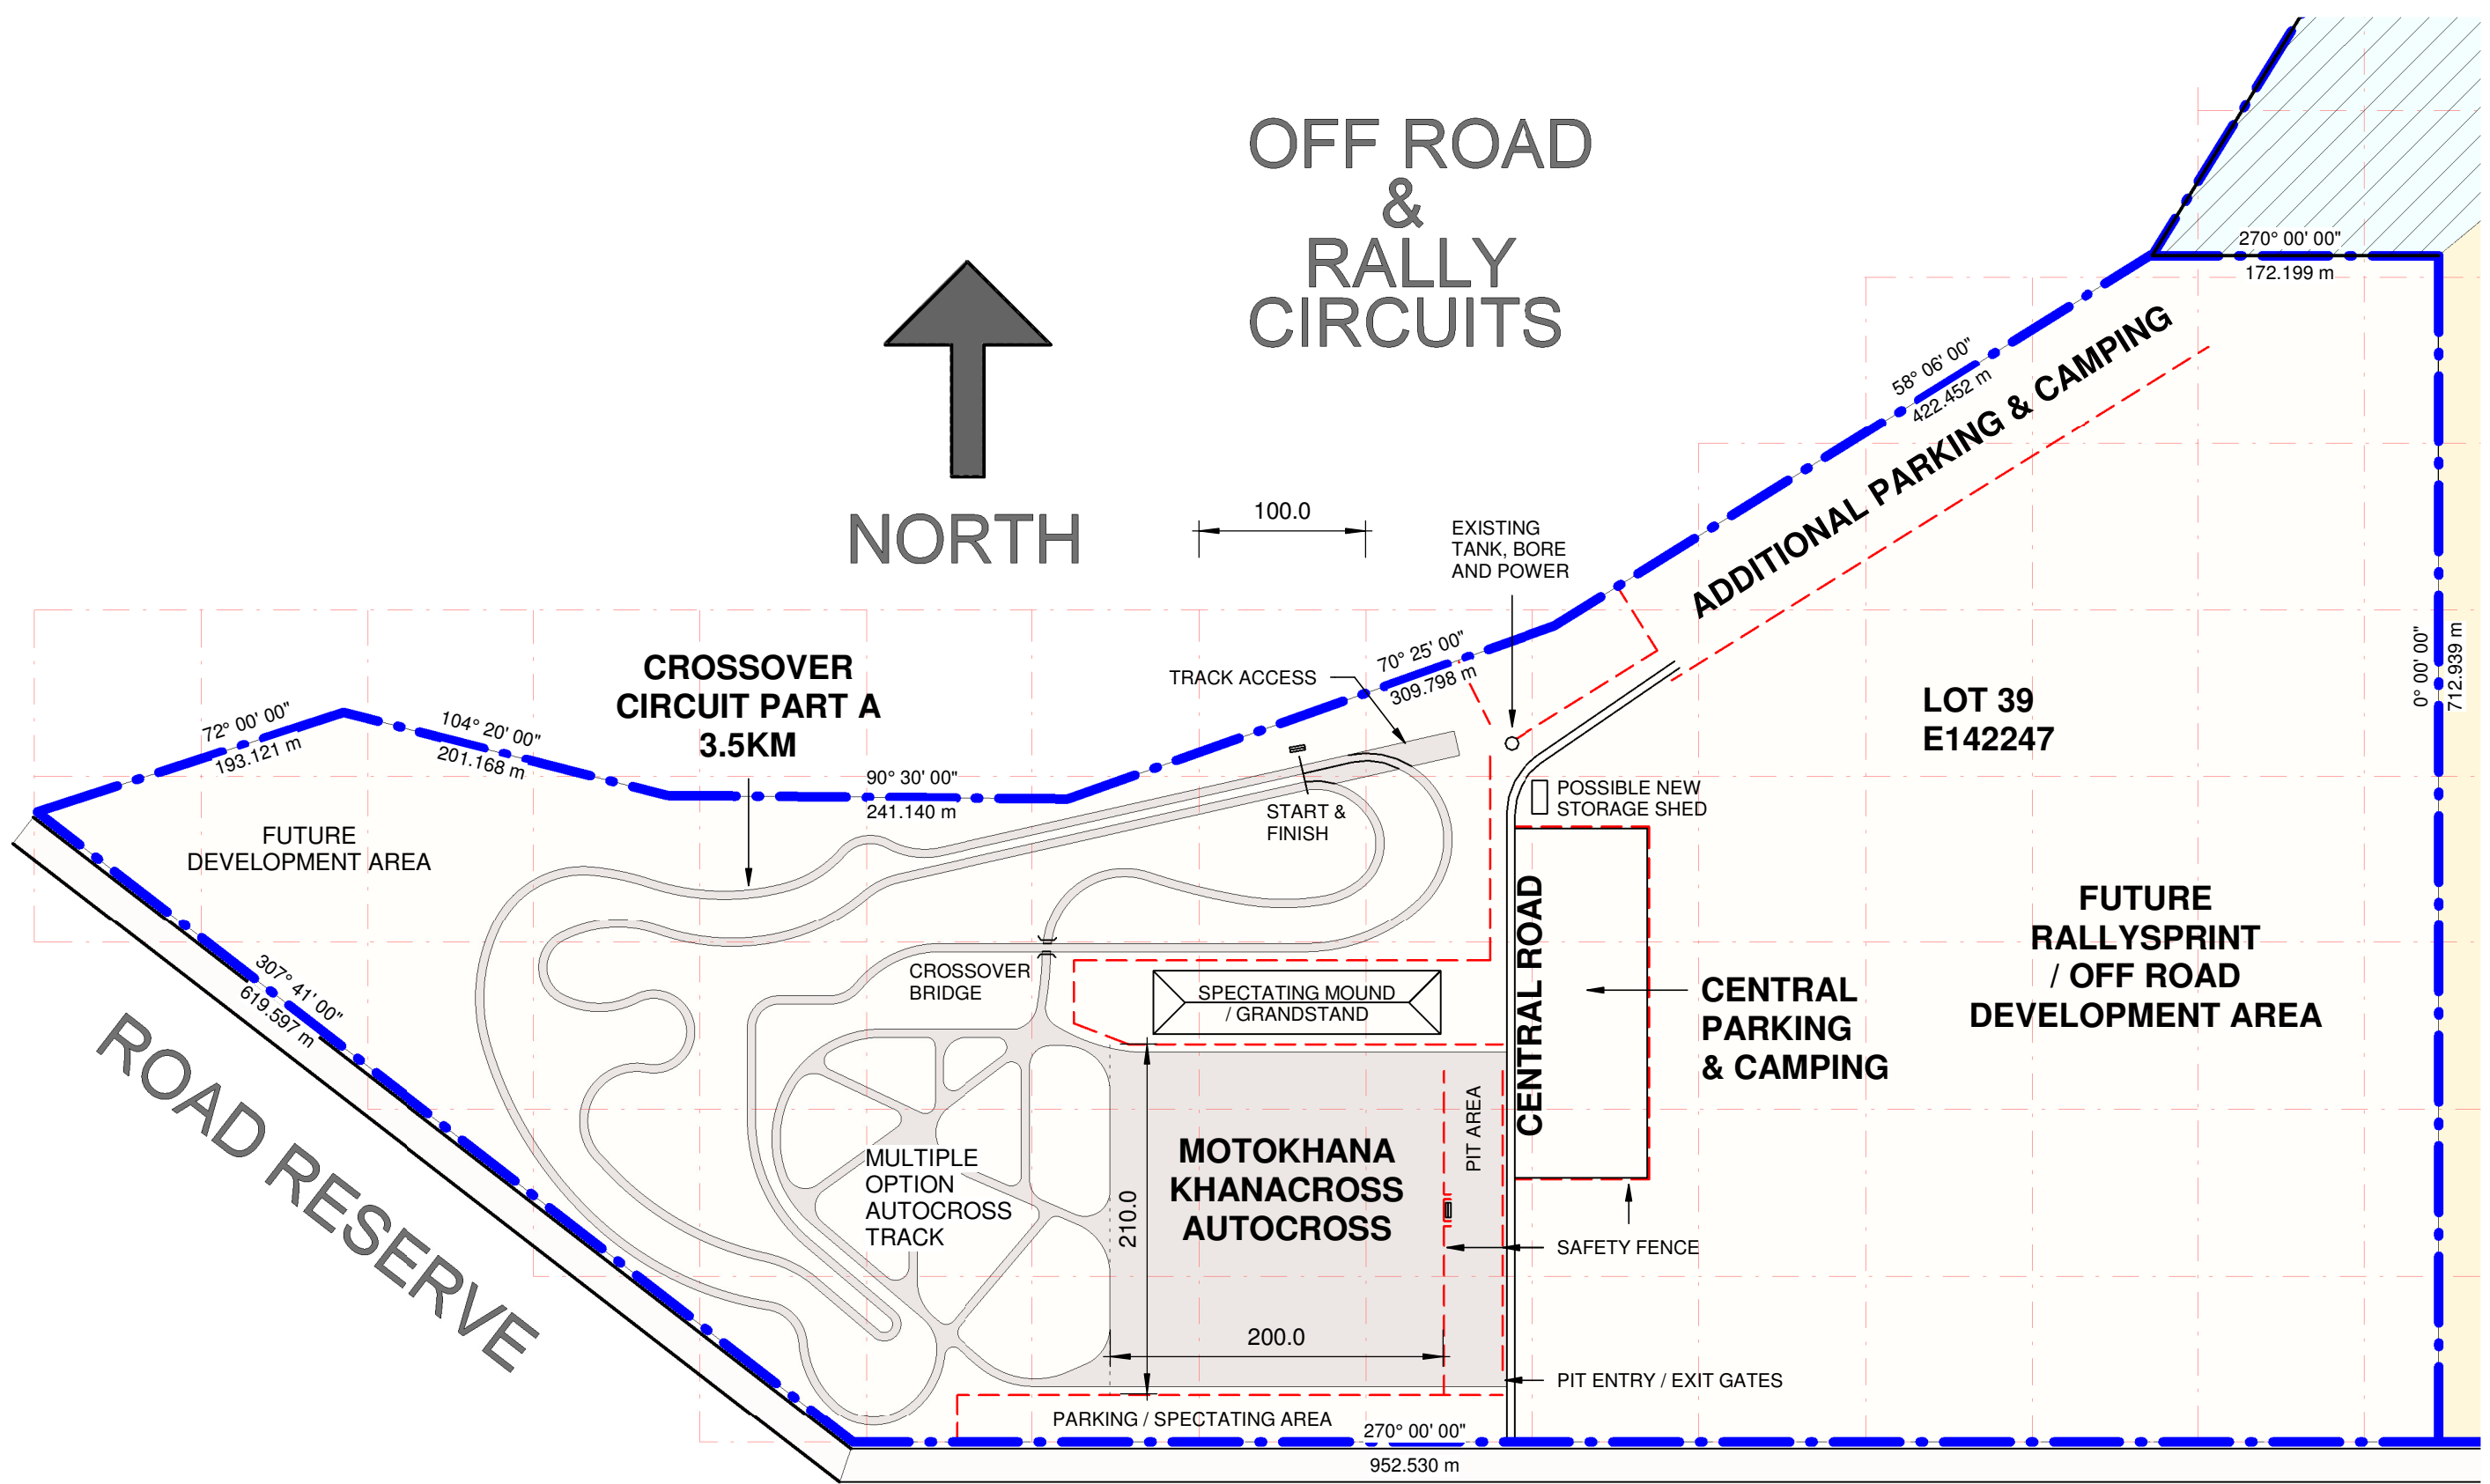 OFF ROAD
&
RALLY
CIRCUITS
270° 00' 00"
172.199 m
58° 06' 00"
422.452 m
ADDITIONAL PARKING & CAMPING
NORTH
100.0
EXISTING
TANK, BORE
AND POWER
CROSSOVER
CIRCUIT PART A
3.5KM
TRACK ACCESS
70° 25' 00"
309.798 m
0° 00' 00"
712.939 m
LOT 39
E142247
72° 00' 00"
193.121 m
104° 20' 00"
201.168 m
90° 30' 00"
241.140 m
START &
FINISH
POSSIBLE NEW
STORAGE SHED
FUTURE
DEVELOPMENT AREA
CENTRAL ROAD
FUTURE
RALLYSPRINT
/ OFF ROAD
DEVELOPMENT AREA
CROSSOVER
BRIDGE
SPECTATING MOUND
/ GRANDSTAND
CENTRAL
PARKING
& CAMPING
307° 41' 00"
619.597 m
ROAD RESERVE
MULTIPLE
OPTION
AUTOCROSS
TRACK
210.0
MOTOKHANA
KHANACROSS
AUTOCROSS
PIT AREA
SAFETY FENCE
200.0
PIT ENTRY / EXIT GATES
PARKING / SPECTATING AREA
270° 00' 00"
952.530 m